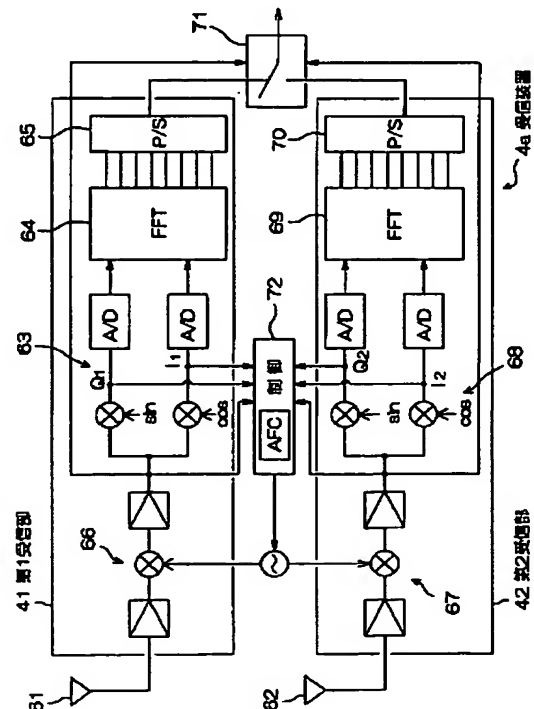 41 第1受信部
61
66
63
Q1
I1
sin
cos
A/D
A/D
64
FFT
65
P/S
71
72
制御
AFC
62
67
68
Q2
I2
sin
cos
A/D
A/D
69
FFT
70
P/S
42 第2受信部
4a 受信装置